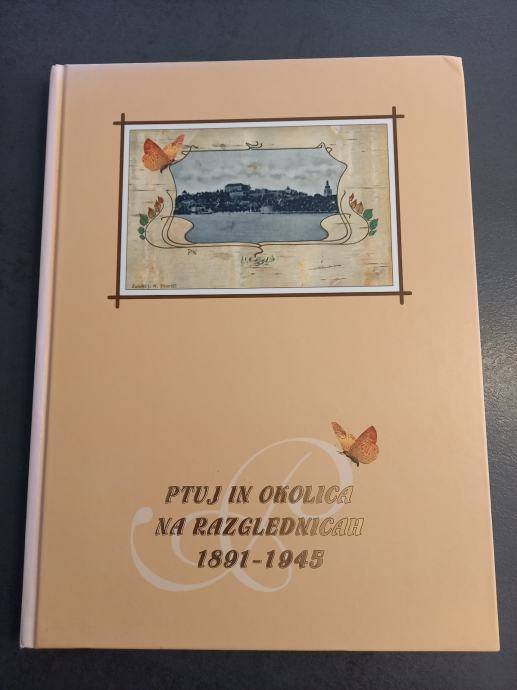 PTUJ IN OKOLICA
NA RAZGLEDNICAH
1891-1945